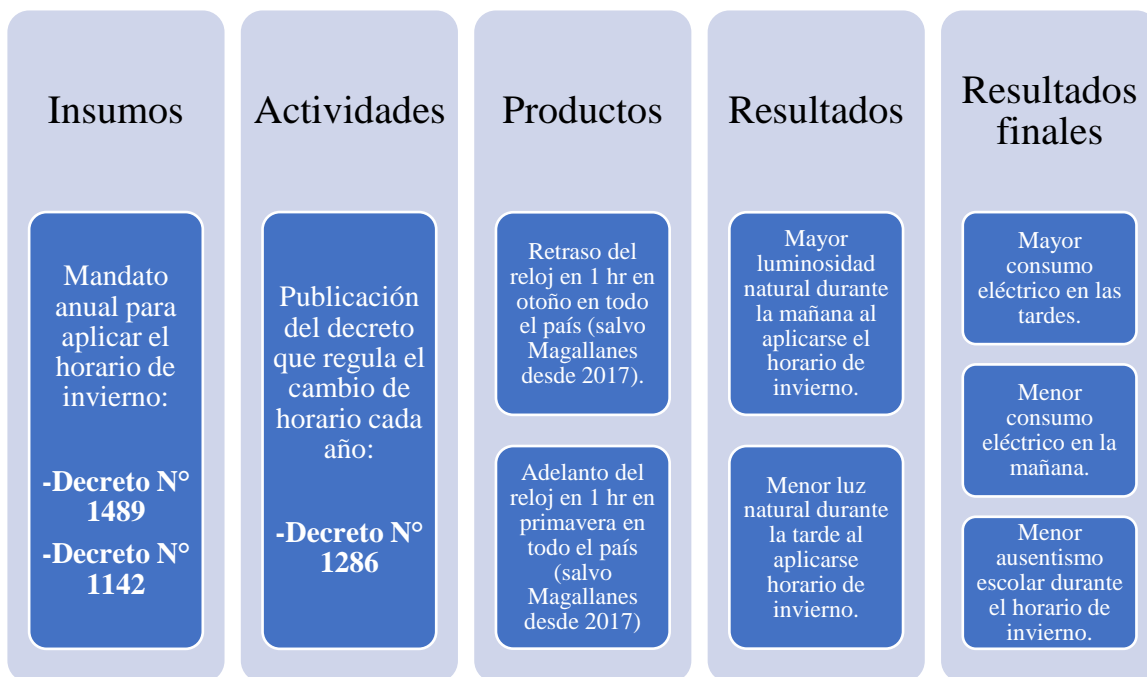 Insumos
Mandato
anual para
aplicar el
horario de
invierno:
-Decreto N°
1489
-Decreto N°
1142
Actividades
Publicación
del decreto
que regula el
cambio de
horario cada
año:
-Decreto N°
1286
Productos
Retraso del
reloj en 1 hr en
otoño en todo
el país (salvo
Magallanes
desde 2017).
Adelanto del
reloj en 1 hr en
primavera en
todo el país
(salvo
Magallanes
desde 2017)
Resultados
Mayor
luminosidad
natural durante
la mañana al
aplicarse el
horario de
invierno.
Menor luz
natural durante
la tarde al
aplicarse
horario de
invierno.
Resultados
finales
Mayor
consumo
eléctrico en las
tardes.
Menor
consumo
eléctrico en la
mañana.
Menor
ausentismo
escolar durante
el horario de
invierno.